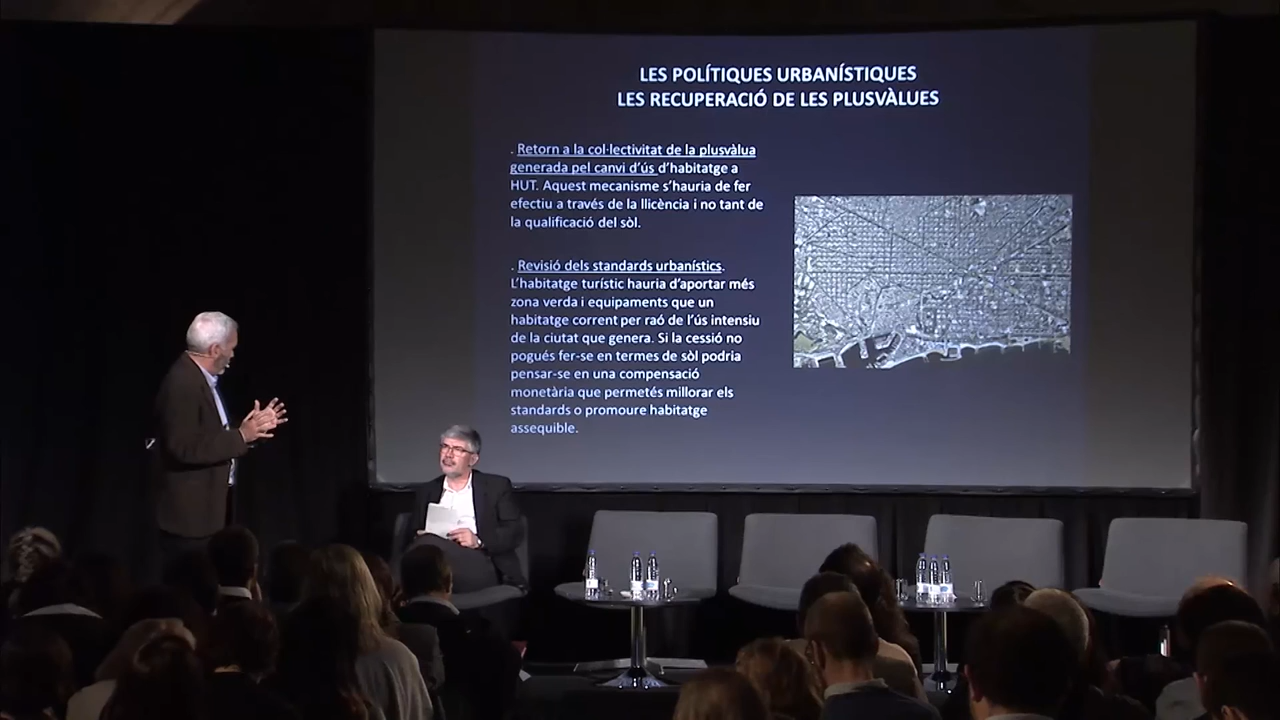 LES POLÍTIQUES URBANÍSTIQUES
LES RECUPERACIÓ DE LES PLUSVÀLUES
. Retorn a la col·lectivitat de la plusvàlua
generada pel canvi d'ús d'habitatge a
HUT. Aquest mecanisme s'hauria de fer
efectiu a través de la llicència i no tant de
la qualificació del sòl.
. Revisió dels standards urbanístics.
L'habitatge turístic hauria d'aportar més
zona verda i equipaments que un
habitatge corrent per raó de l'ús intensiu
de la ciutat que genera. Si la cessió no
pogués fer-se en termes de sòl podria
pensar-se en una compensació
monetària que permetés millorar els
standards o promoure habitatge
assequible.